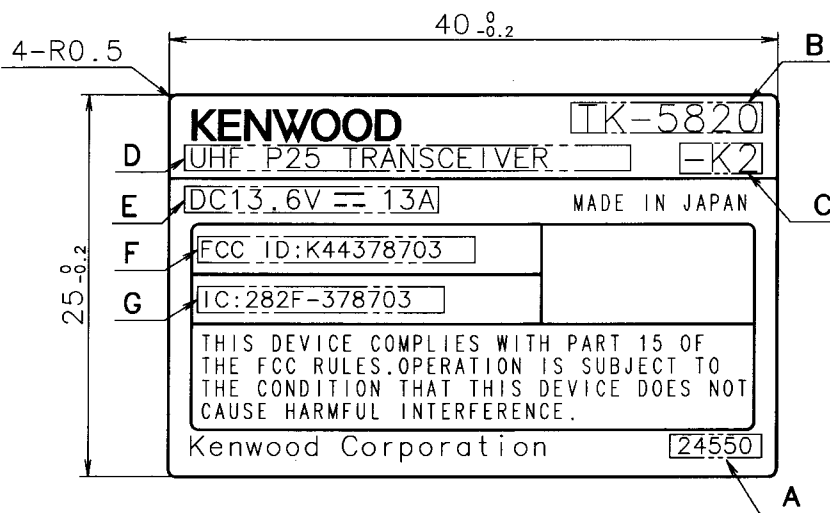 40 0 -0.2
4-R0.5
B
KENWOOD TK-5820
D UHF P25 TRANSCEIVER -K2
E DC13.6V ⎓ 13A MADE IN JAPAN C
F FCC ID:K44378703
25 0 -0.2
G IC:282F-378703
THIS DEVICE COMPLIES WITH PART 15 OF
THE FCC RULES.OPERATION IS SUBJECT TO
THE CONDITION THAT THIS DEVICE DOES NOT
CAUSE HARMFUL INTERFERENCE.
Kenwood Corporation 24550
A